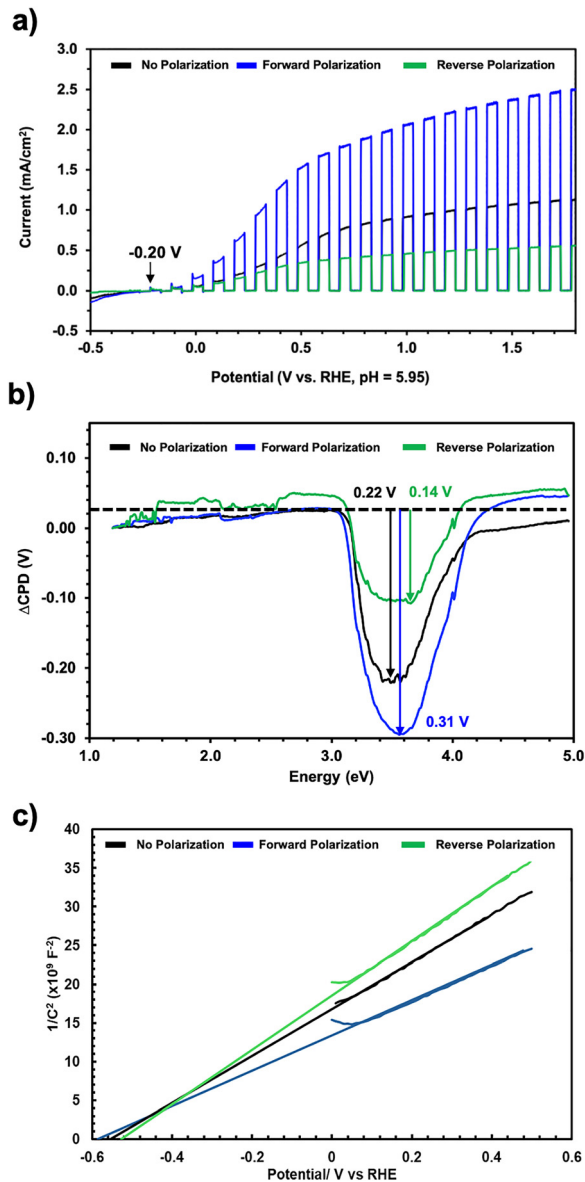 a)
3.0
No Polarization Forward Polarization Reverse Polarization
2.5
2.0
1.5
1.0
0.5
0.0
-0.5
Current (mA/cm²)
-0.20 V
-0.5 0.0 0.5 1.0 1.5
Potential (V vs. RHE, pH = 5.95)
b)
No Polarization Forward Polarization Reverse Polarization
0.10
0.00
-0.10
-0.20
-0.30
ΔCPD (V)
0.22 V 0.14 V
0.31 V
1.0 2.0 3.0 4.0 5.0
Energy (eV)
c)
40
No Polarization Forward Polarization Reverse Polarization
35
30
25
20
15
10
5
0
1/C² (x10⁹ F⁻²)
-0.6 -0.4 -0.2 0 0.2 0.4 0.6
Potential/ V vs RHE